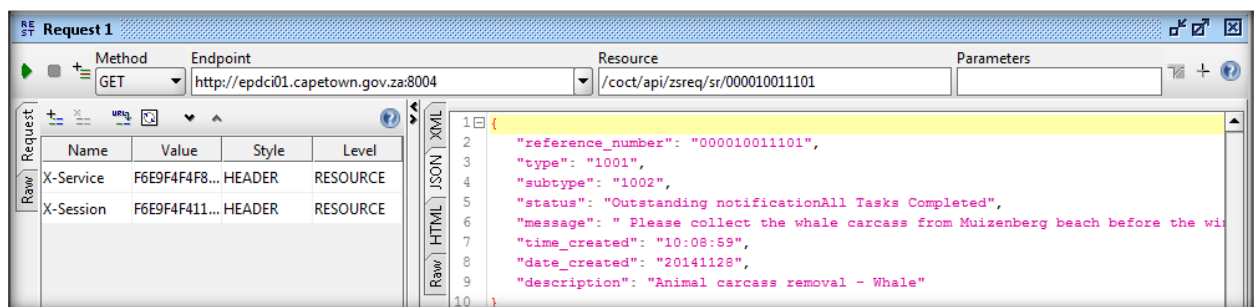 REST Request 1
Method Endpoint Resource Parameters
GET http://epdci01.capetown.gov.za:8004 /coct/api/zsreq/sr/000010011101
Request
Raw
Name Value Style Level
X-Service F6E9F4F4F8... HEADER RESOURCE
X-Session F6E9F4F411... HEADER RESOURCE
XML
JSON
HTML
Raw
1 {
2 "reference_number": "000010011101",
3 "type": "1001",
4 "subtype": "1002",
5 "status": "Outstanding notificationAll Tasks Completed",
6 "message": " Please collect the whale carcass from Muizenberg beach before the wi
7 "time_created": "10:08:59",
8 "date_created": "20141128",
9 "description": "Animal carcass removal - Whale"
10 }